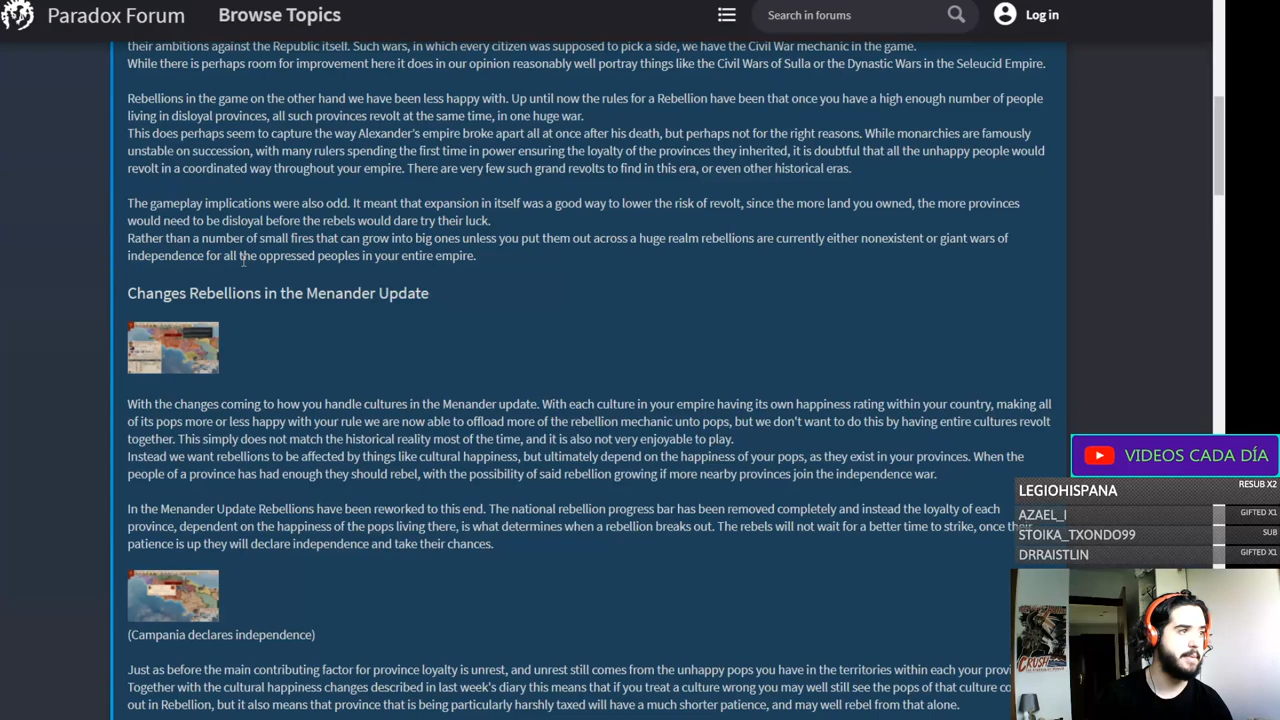 Paradox Forum
Browse Topics
Search in forums
Log in
their ambitions against the Republic itself. Such wars, in which every citizen was supposed to pick a side, we have the Civil War mechanic in the game.
While there is perhaps room for improvement here it does in our opinion reasonably well portray things like the Civil Wars of Sulla or the Dynastic Wars in the Seleucid Empire.
Rebellions in the game on the other hand we have been less happy with. Up until now the rules for a Rebellion have been that once you have a high enough number of people
living in disloyal provinces, all such provinces revolt at the same time, in one huge war.
This does perhaps seem to capture the way Alexander's empire broke apart all at once after his death, but perhaps not for the right reasons. While monarchies are famously
unstable on succession, with many rulers spending the first time in power ensuring the loyalty of the provinces they inherited, it is doubtful that all the unhappy people would
revolt in a coordinated way throughout your empire. There are very few such grand revolts to find in this era, or even other historical eras.
The gameplay implications were also odd. It meant that expansion in itself was a good way to lower the risk of revolt, since the more land you owned, the more provinces
would need to be disloyal before the rebels would dare try their luck.
Rather than a number of small fires that can grow into big ones unless you put them out across a huge realm rebellions are currently either nonexistent or giant wars of
independence for all the oppressed peoples in your entire empire.
Changes Rebellions in the Menander Update
With the changes coming to how you handle cultures in the Menander update. With each culture in your empire having its own happiness rating within your country, making all
of its pops more or less happy with your rule we are now able to offload more of the rebellion mechanic unto pops, but we don't want to do this by having entire cultures revolt
together. This simply does not match the historical reality most of the time, and it is also not very enjoyable to play.
Instead we want rebellions to be affected by things like cultural happiness, but ultimately depend on the happiness of your pops, as they exist in your provinces. When the
people of a province has had enough they should rebel, with the possibility of said rebellion growing if more nearby provinces join the independence war.
In the Menander Update Rebellions have been reworked to this end. The national rebellion progress bar has been removed completely and instead the loyalty of each
province, dependent on the happiness of the pops living there, is what determines when a rebellion breaks out. The rebels will not wait for a better time to strike, once their
patience is up they will declare independence and take their chances.
(Campania declares independence)
Just as before the main contributing factor for province loyalty is unrest, and unrest still comes from the unhappy pops you have in the territories within each your provi
Together with the cultural happiness changes described in last week's diary this means that if you treat a culture wrong you may well still see the pops of that culture co
out in Rebellion, but it also means that province that is being particularly harshly taxed will have a much shorter patience, and may well rebel from that alone.
VIDEOS CADA DÍA
LEGIOHISPANA RESUB X2
AZAEL_I GIFTED X1
STOIKA_TXONDO99 SUB
DRRAISTLIN GIFTED X1
CRUSH